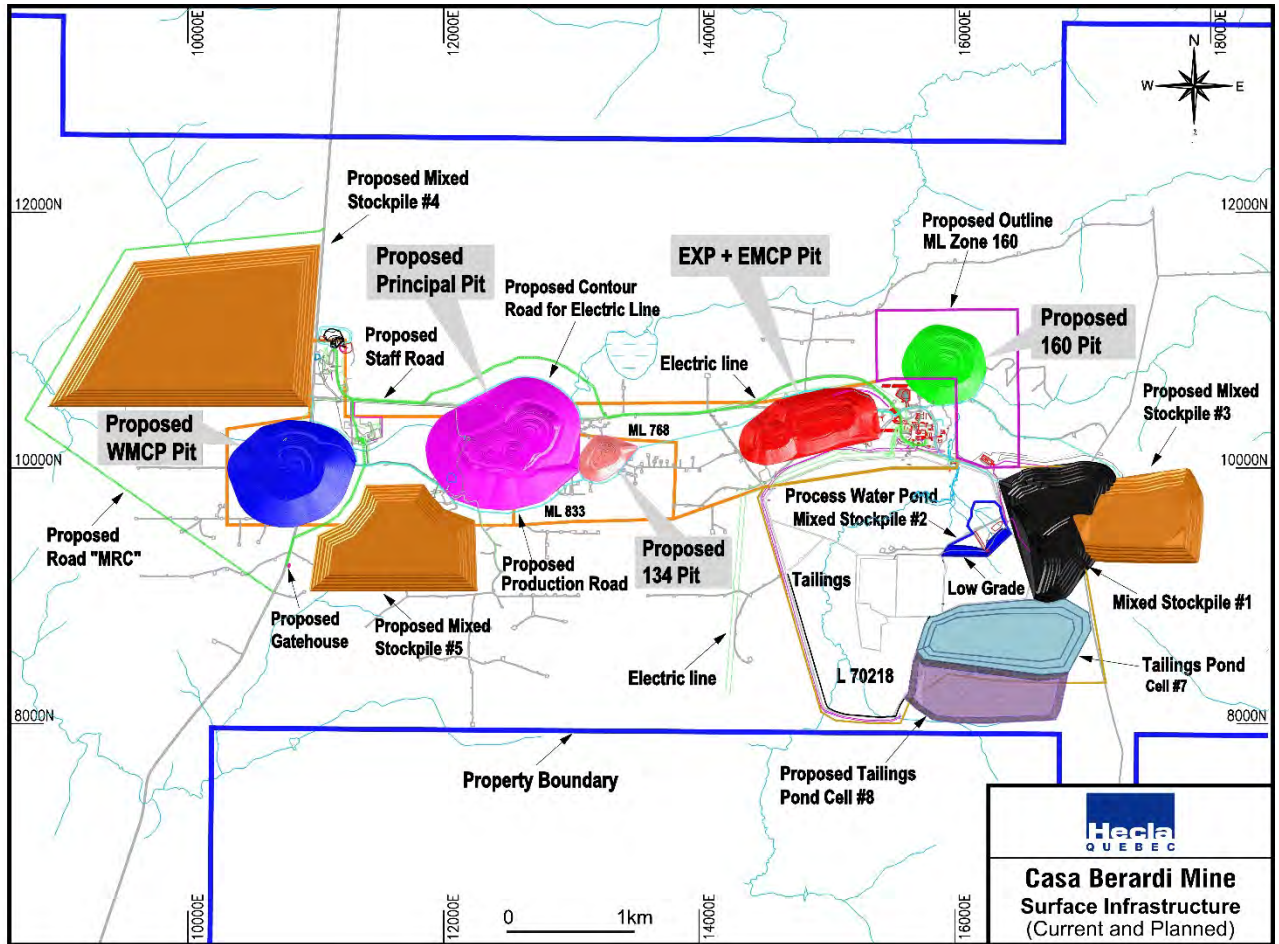 10000E
12000E
14000E
16000E
18000E
N
W
E
12000N
12000N
Proposed Mixed
Stockpile #4
Proposed
Principal Pit
Proposed Contour
Road for Electric Line
EXP + EMCP Pit
Proposed Outline
ML Zone 160
Proposed
Staff Road
Electric line
Proposed
160 Pit
Proposed Mixed
Stockpile #3
Proposed
WMCP Pit
ML 768
10000N
10000N
Process Water Pond
Mixed Stockpile #2
ML 833
Proposed
Road "MRC"
Proposed
Production Road
Proposed
134 Pit
Tailings
Low Grade
Mixed Stockpile #1
Proposed
Gatehouse
Proposed Mixed
Stockpile #5
Electric line
L 70218
Tailings Pond
Cell #7
8000N
8000N
Property Boundary
Proposed Tailings
Pond Cell #8
10000E
12000E
14000E
16000E
0
1km
Hecla
QUEBEC
Casa Berardi Mine
Surface Infrastructure
(Current and Planned)